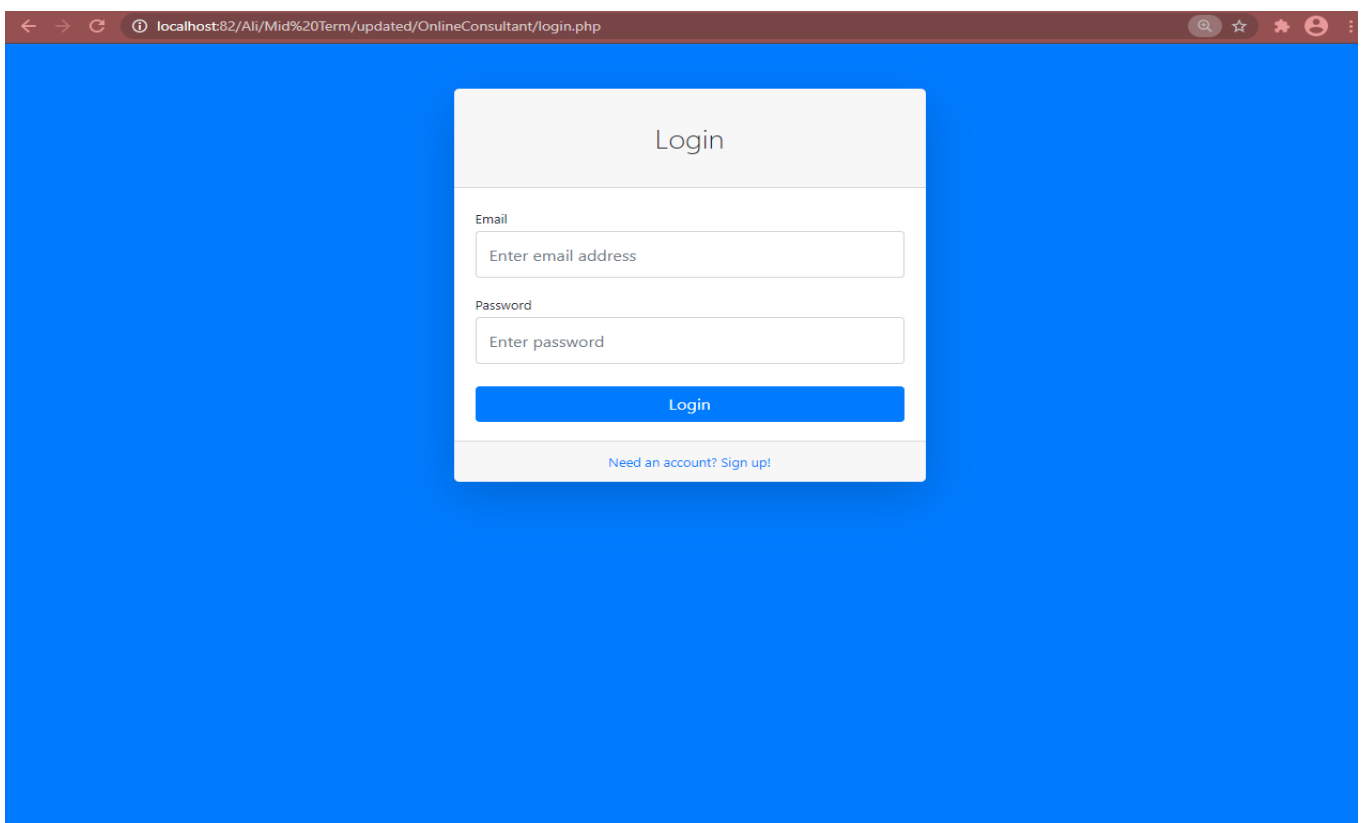 localhost:82/Ali/Mid%20Term/updated/OnlineConsultant/login.php
Login
Email
Enter email address
Password
Enter password
Login
Need an account? Sign up!